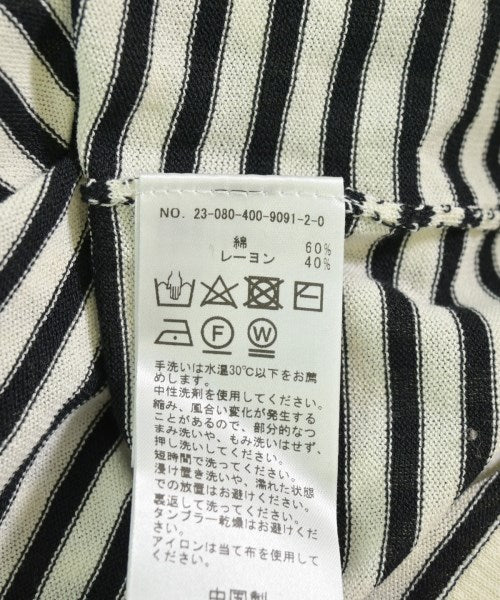 NO. 23-080-400-9091-2-0
綿 60%
レーヨン 40%
F W
手洗いは水温30℃以下をお薦
めします。
中性洗剤を使用してください。
縮み、風合い変化が発生する
ことがあるので、部分的なつ
まみ洗いや、もみ洗いはせず、
押し洗いしてください。
短時間で洗ってください。
浸け置き洗いや、濡れた状態
での放置はお避けください。
裏返して洗ってください。
タンブラー乾燥はお避けください。
アイロンは当て布を使用してください。
中国製